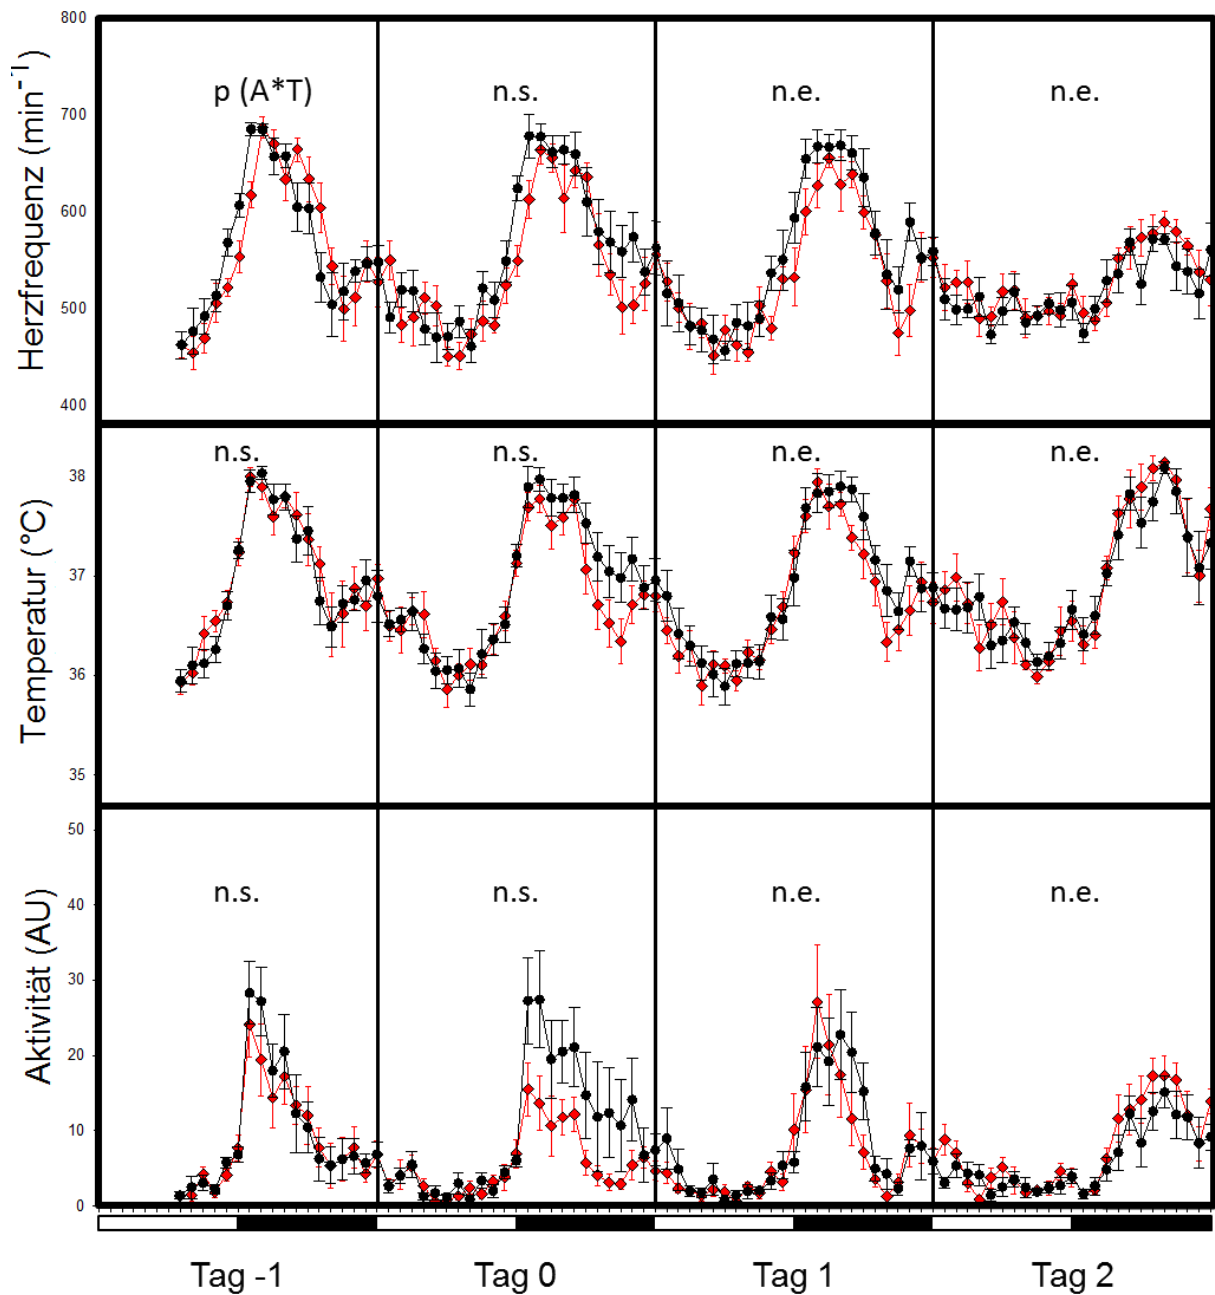 Herzfrequenz (min⁻¹)
800
700
600
500
400
p (A*T)
n.s.
n.e.
n.e.
Temperatur (°C)
38
37
36
35
n.s.
n.s.
n.e.
n.e.
Aktivität (AU)
50
40
30
20
10
0
n.s.
n.s.
n.e.
n.e.
Tag -1
Tag 0
Tag 1
Tag 2